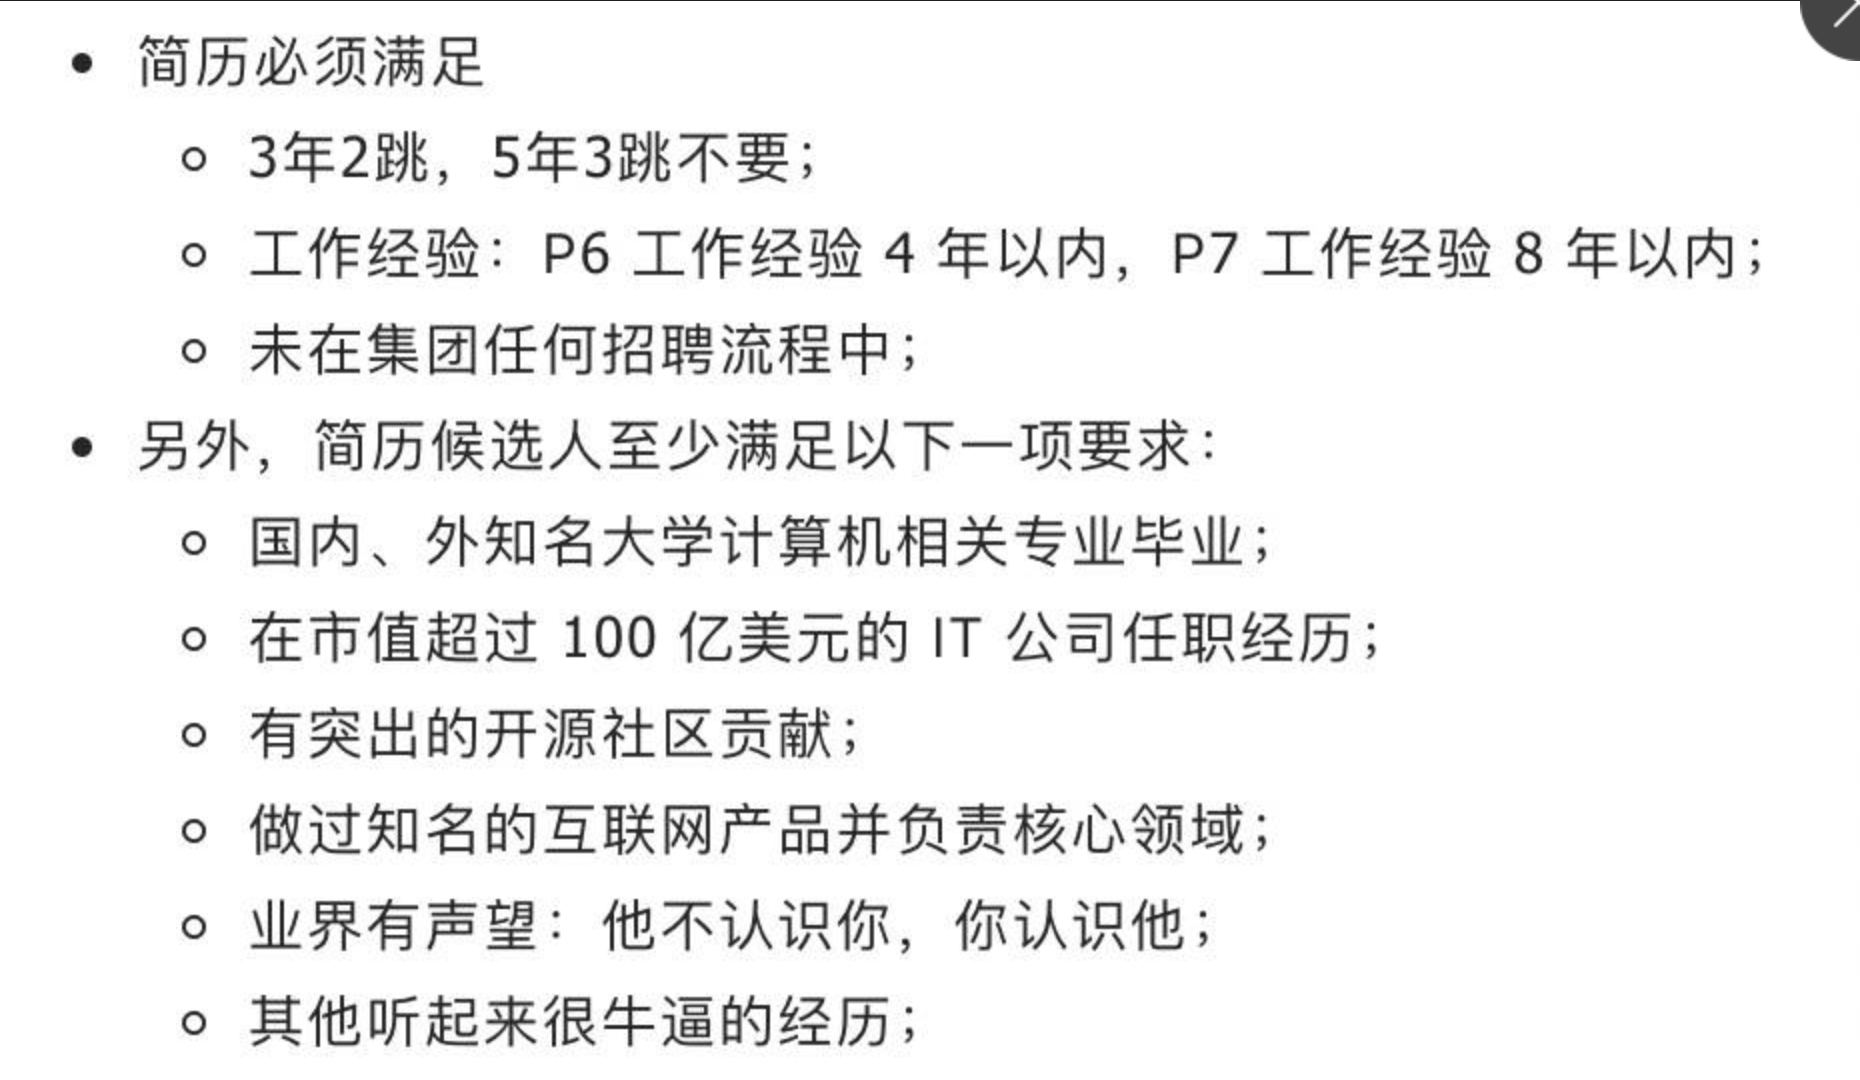 简历必须满足
3年2跳，5年3跳不要；
工作经验：P6 工作经验 4 年以内，P7 工作经验 8 年以内；
未在集团任何招聘流程中；
另外，简历候选人至少满足以下一项要求：
国内、外知名大学计算机相关专业毕业；
在市值超过 100 亿美元的 IT 公司任职经历；
有突出的开源社区贡献；
做过知名的互联网产品并负责核心领域；
业界有声望：他不认识你，你认识他；
其他听起来很牛逼的经历；